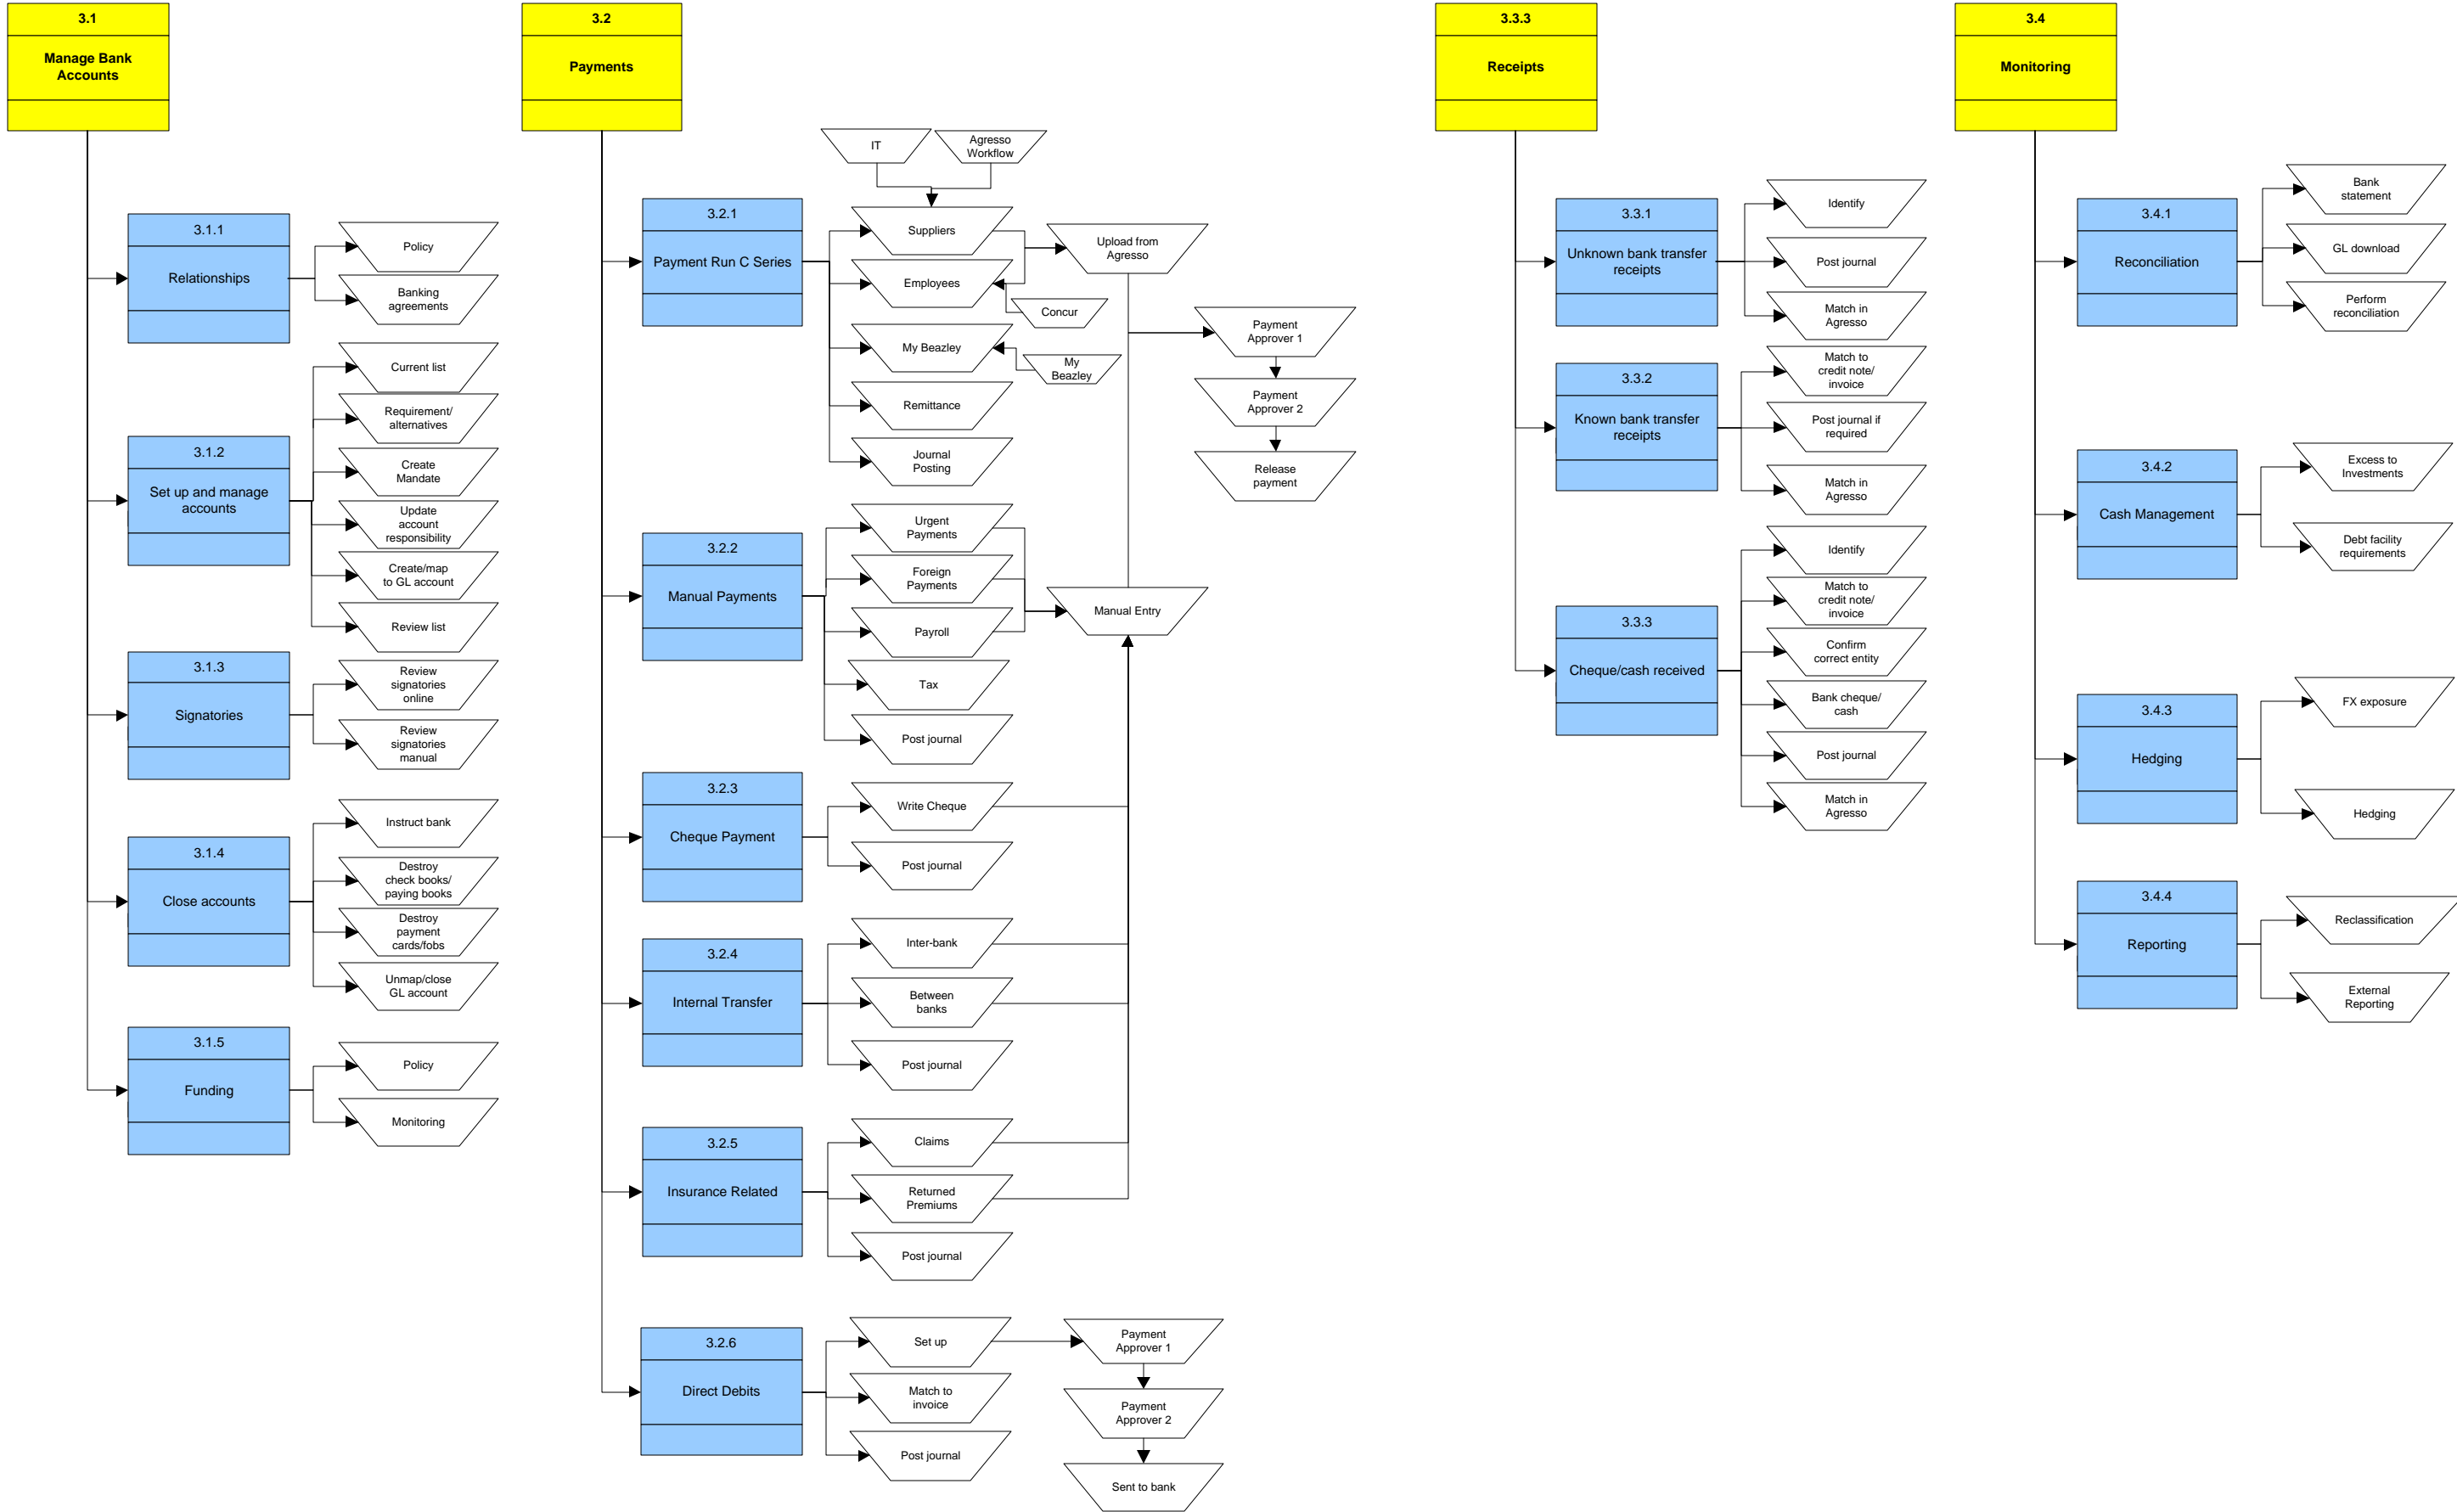 3.1
Manage Bank
Accounts
3.1.1
Relationships
Policy
Banking
agreements
3.1.2
Set up and manage
accounts
Current list
Requirement/
alternatives
Create
Mandate
Update
account
responsibility
Create/map
to GL account
Review list
3.1.3
Signatories
Review
signatories
online
Review
signatories
manual
3.1.4
Close accounts
Instruct bank
Destroy
check books/
paying books
Destroy
payment
cards/fobs
Unmap/close
GL account
3.1.5
Funding
Policy
Monitoring
3.2
Payments
IT
Agresso
Workflow
3.2.1
Payment Run C Series
Suppliers
Employees
Concur
My Beazley
My
Beazley
Remittance
Journal
Posting
Upload from
Agresso
Payment
Approver 1
Payment
Approver 2
Release
payment
3.2.2
Manual Payments
Urgent
Payments
Foreign
Payments
Payroll
Tax
Post journal
Manual Entry
3.2.3
Cheque Payment
Write Cheque
Post journal
3.2.4
Internal Transfer
Inter-bank
Between
banks
Post journal
3.2.5
Insurance Related
Claims
Returned
Premiums
Post journal
3.2.6
Direct Debits
Set up
Match to
invoice
Post journal
Payment
Approver 1
Payment
Approver 2
Sent to bank
3.3.3
Receipts
3.3.1
Unknown bank transfer
receipts
Identify
Post journal
Match in
Agresso
3.3.2
Known bank transfer
receipts
Match to
credit note/
invoice
Post journal if
required
Match in
Agresso
3.3.3
Cheque/cash received
Identify
Match to
credit note/
invoice
Confirm
correct entity
Bank cheque/
cash
Post journal
Match in
Agresso
3.4
Monitoring
3.4.1
Reconciliation
Bank
statement
GL download
Perform
reconciliation
3.4.2
Cash Management
Excess to
Investments
Debt facility
requirements
3.4.3
Hedging
FX exposure
Hedging
3.4.4
Reporting
Reclassification
External
Reporting